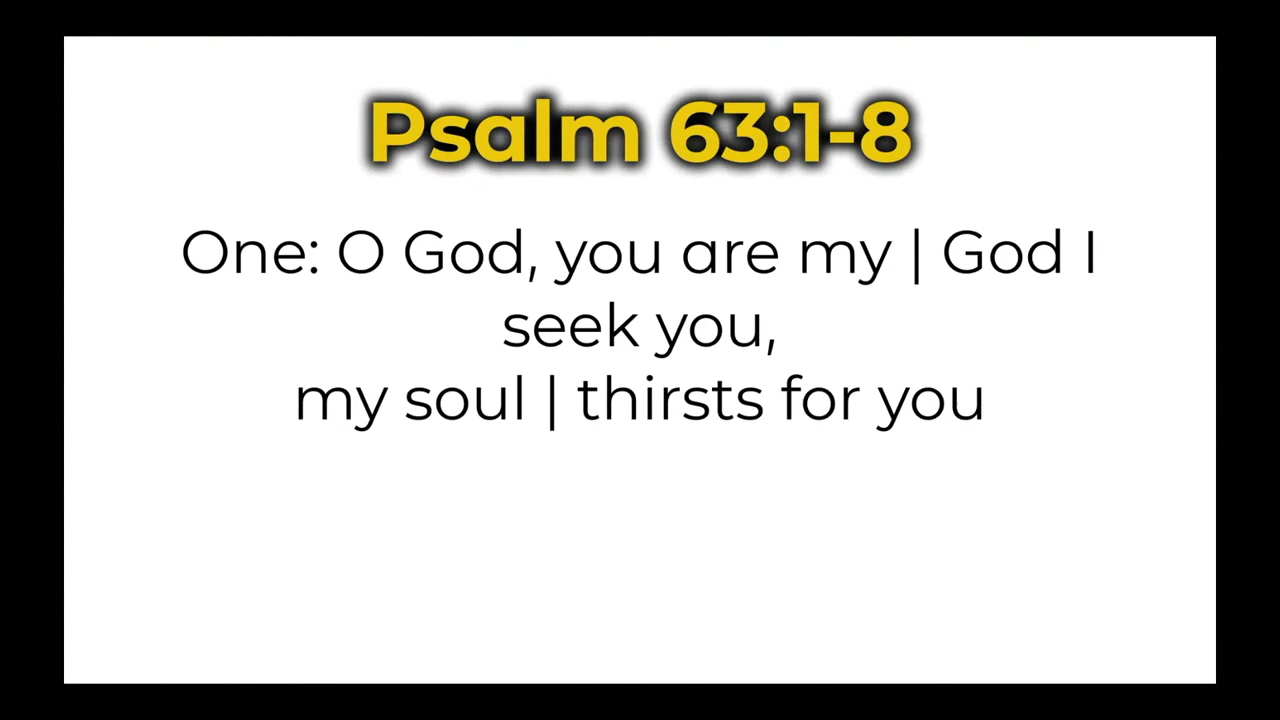 Psalm 63:1-8
One: O God, you are my | God I
seek you,
my soul | thirsts for you